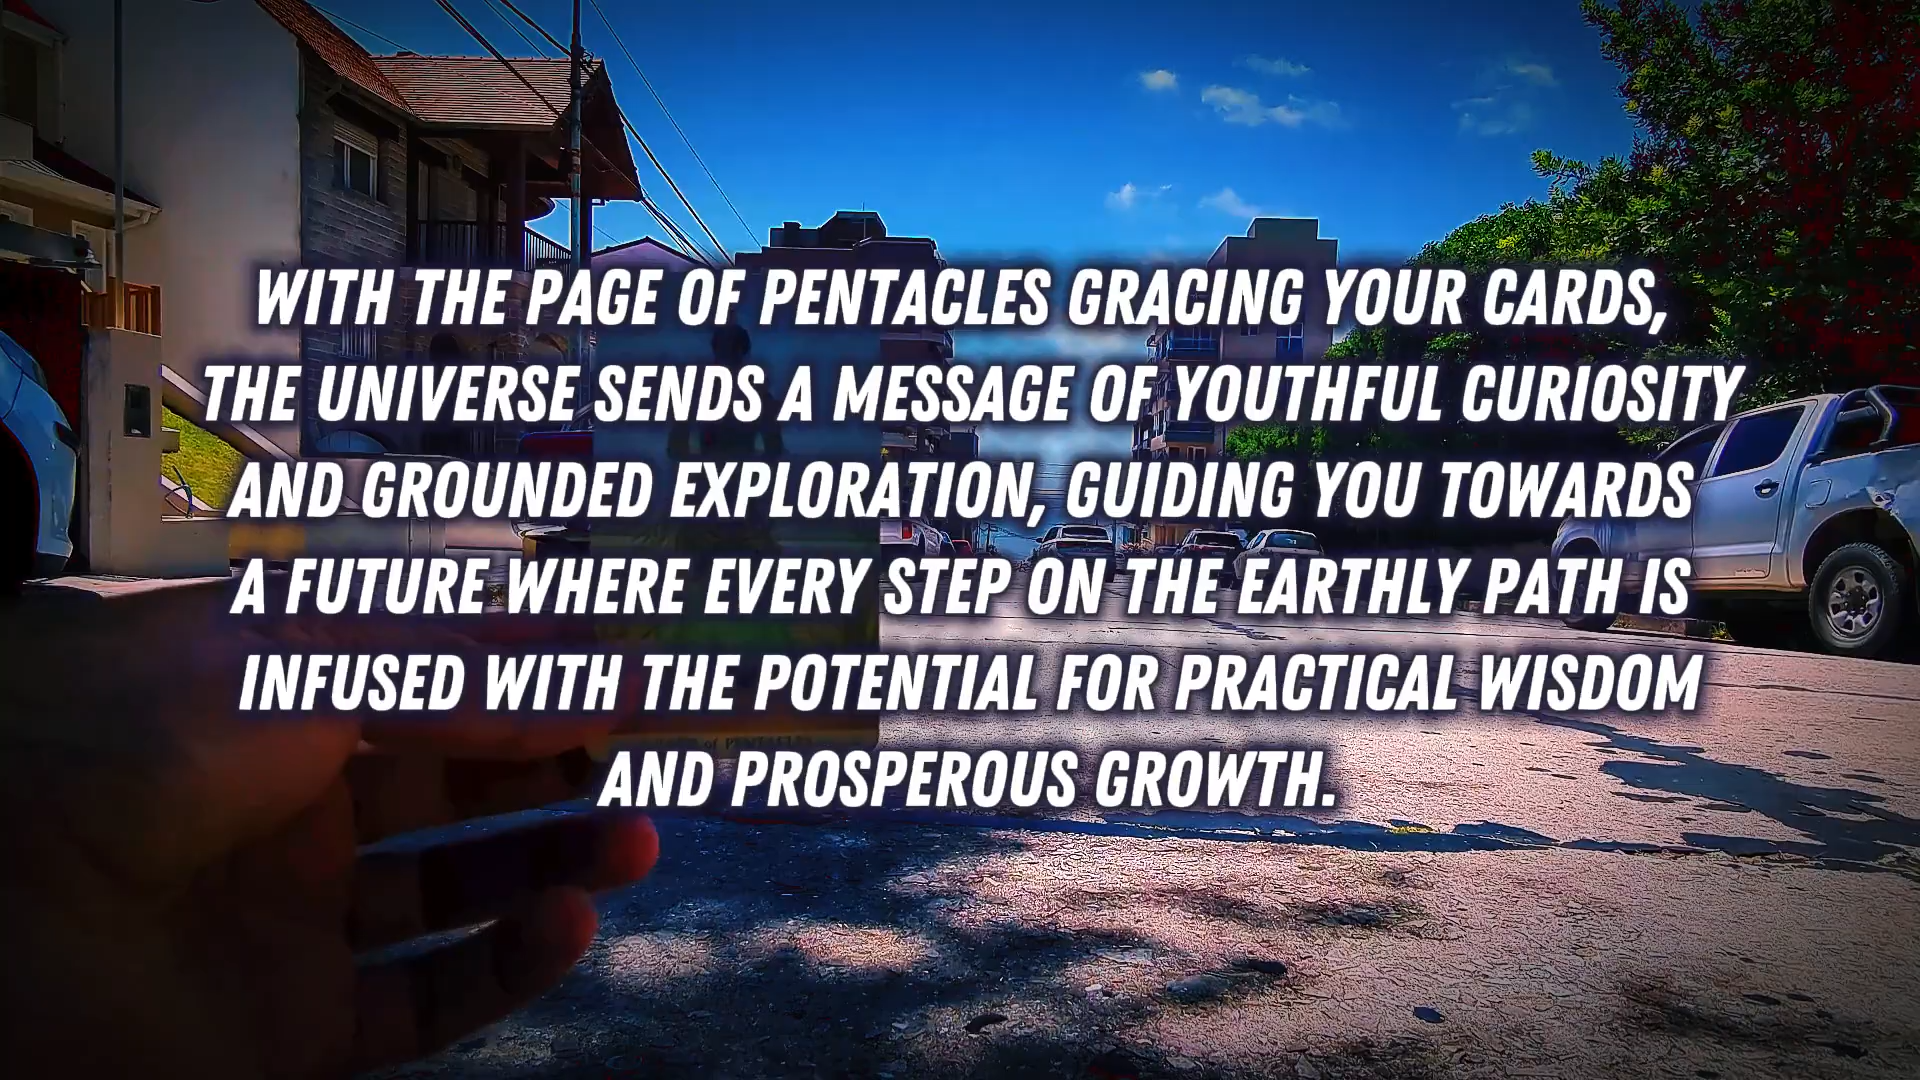 WITH THE PAGE OF PENTACLES GRACING YOUR CARDS,
THE UNIVERSE SENDS A MESSAGE OF YOUTHFUL CURIOSITY
AND GROUNDED EXPLORATION, GUIDING YOU TOWARDS
A FUTURE WHERE EVERY STEP ON THE EARTHLY PATH IS
INFUSED WITH THE POTENTIAL FOR PRACTICAL WISDOM
AND PROSPEROUS GROWTH.